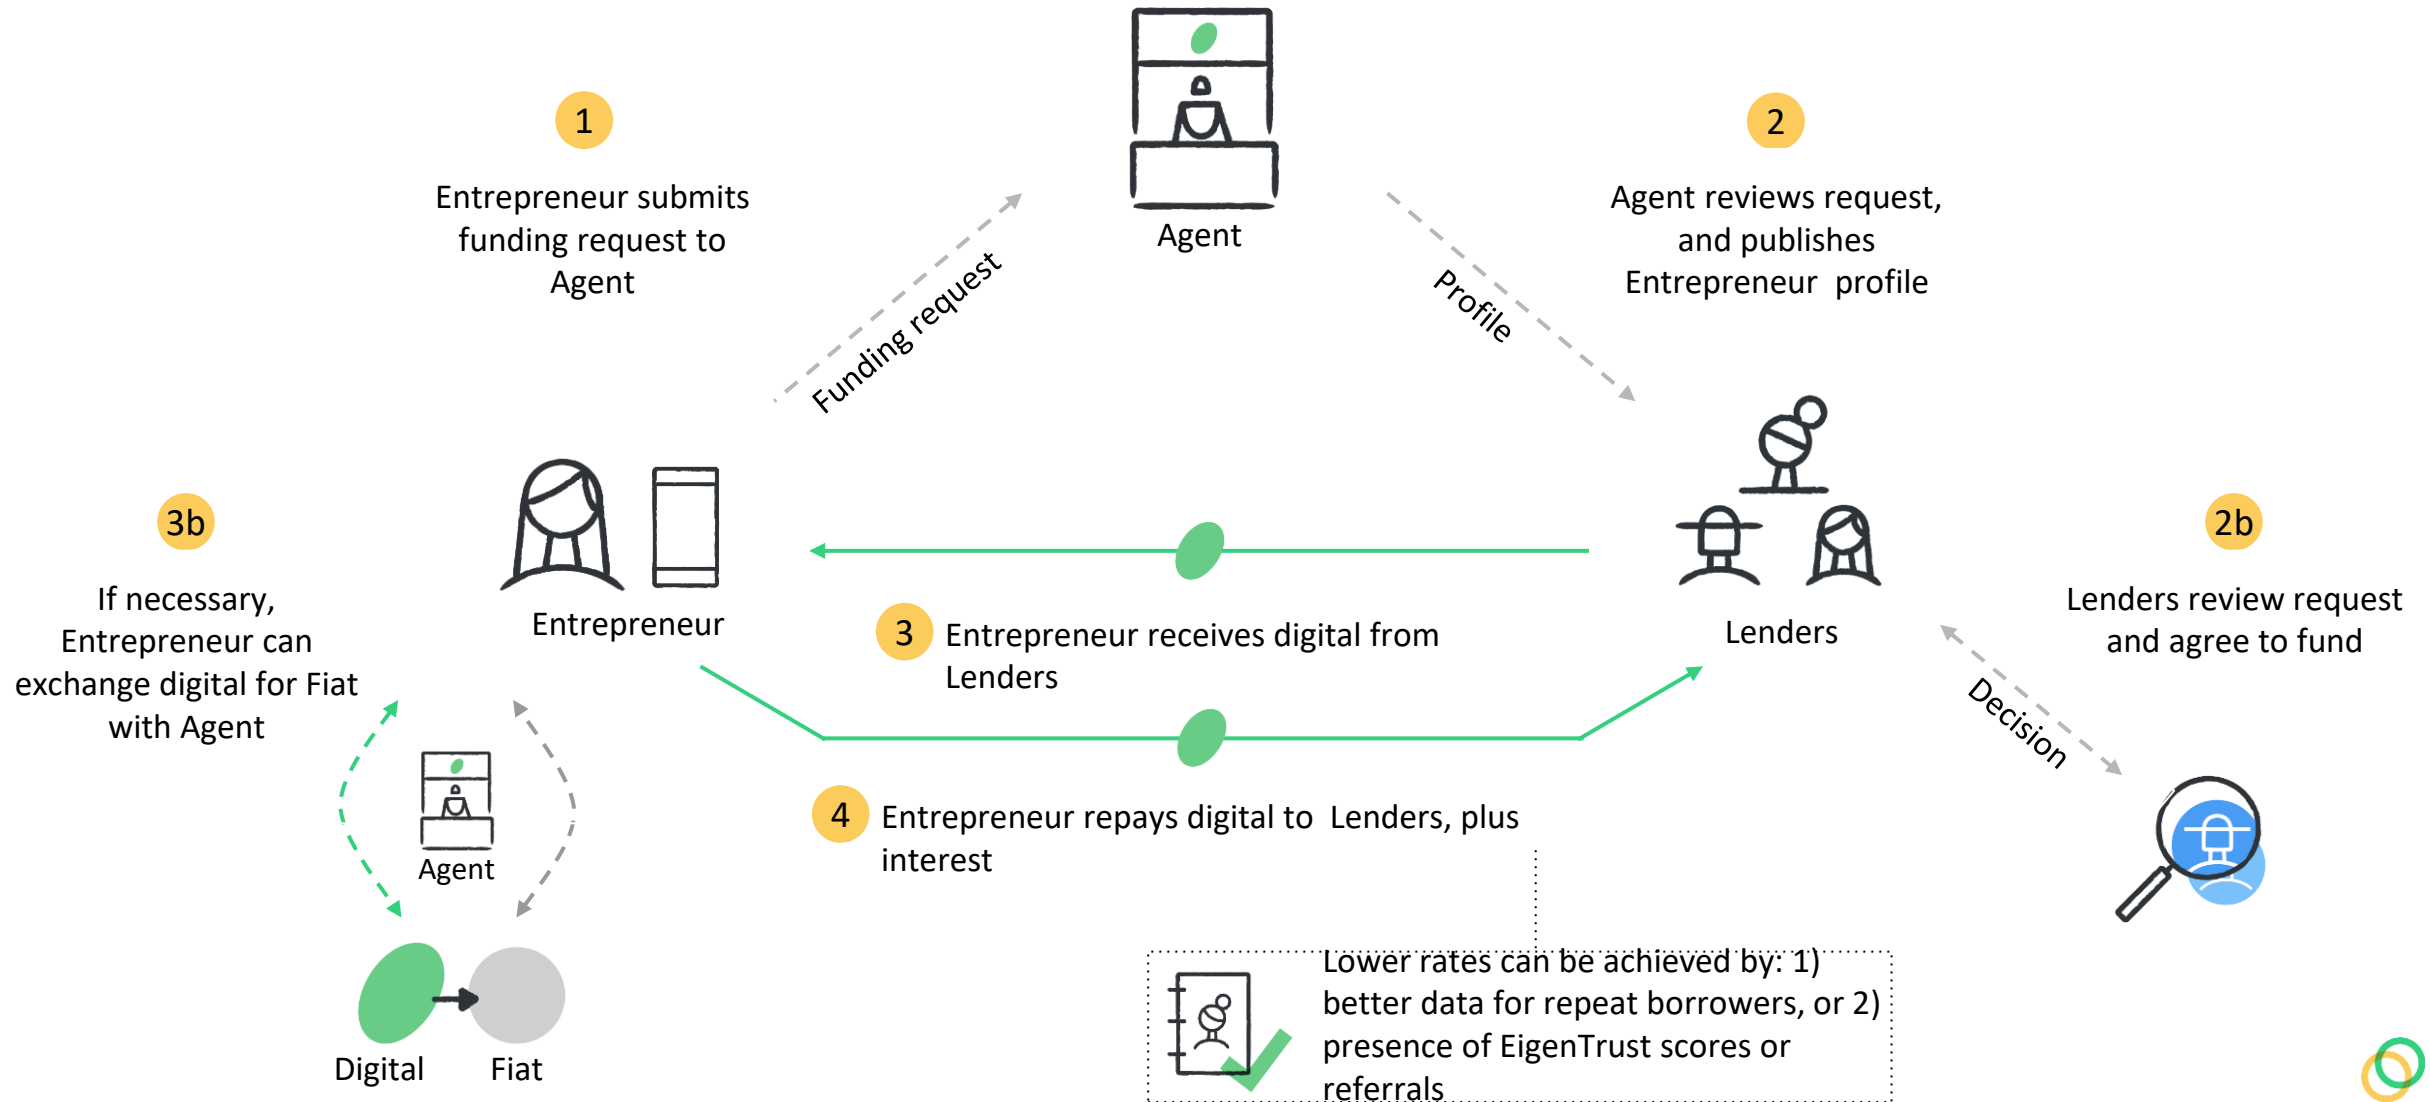 1
Entrepreneur submits
funding request to
Agent
Funding request
Agent
2
Agent reviews request,
and publishes
Entrepreneur  profile
Profile
3b
If necessary,
Entrepreneur can
exchange digital for Fiat
with Agent
Entrepreneur
3
Entrepreneur receives digital from
Lenders
Lenders
2b
Lenders review request
and agree to fund
Decision
4
Entrepreneur repays digital to  Lenders, plus
interest
Agent
Digital
Fiat
Lower rates can be achieved by: 1)
better data for repeat borrowers, or 2)
presence of EigenTrust scores or
referrals